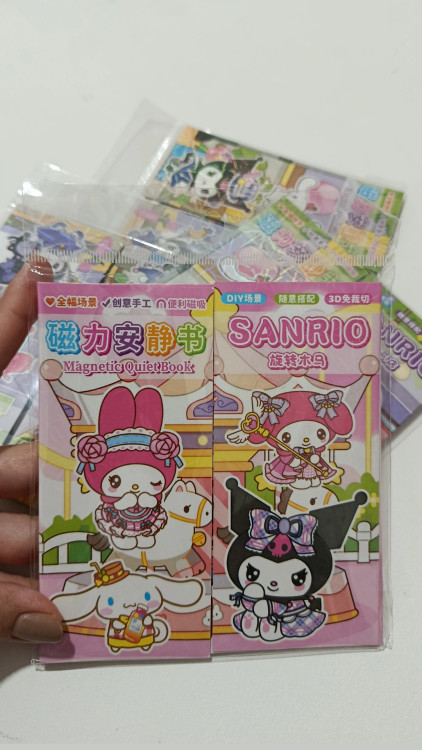 全幅场景 创意手工 便利磁吸
磁力安静书
Magnetic Quiet Book
DIY场景 随意搭配 3D免裁切
SANRIO
旋转木马